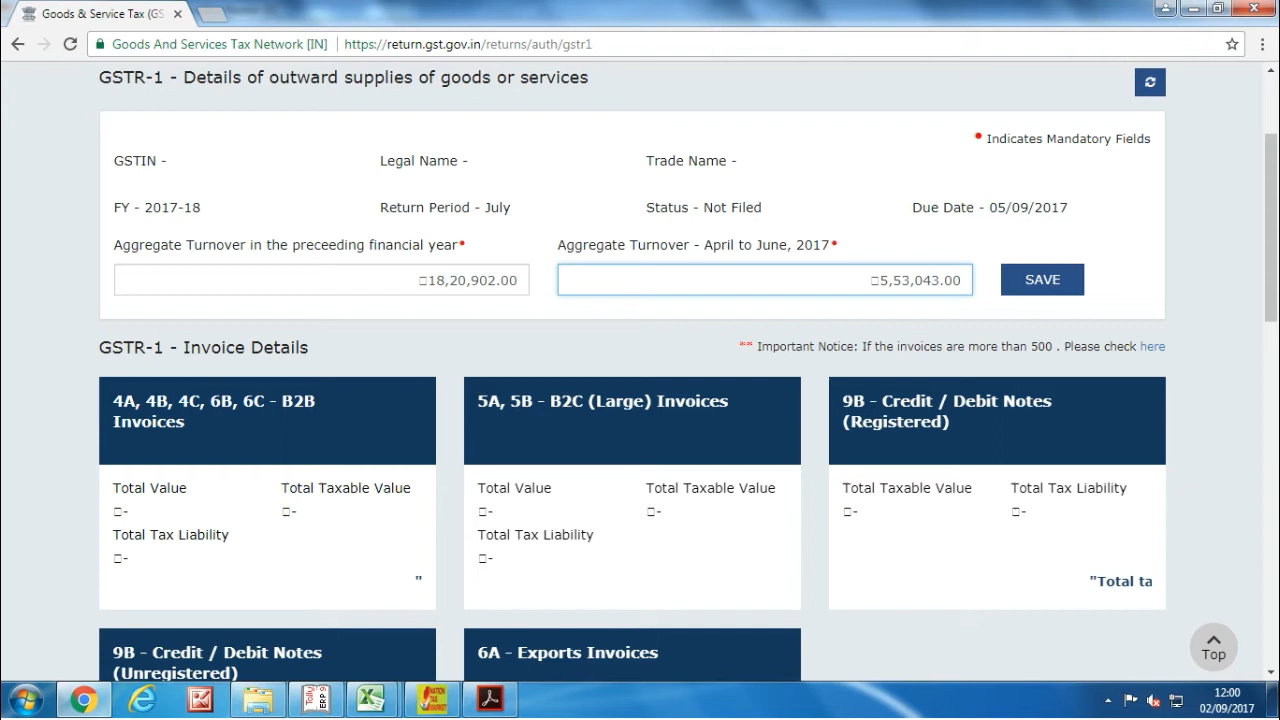 Goods & Service Tax (GS
Goods And Services Tax Network [IN]
https://return.gst.gov.in/returns/auth/gstr1
GSTR-1 - Details of outward supplies of goods or services
• Indicates Mandatory Fields
GSTIN -
Legal Name -
Trade Name -
FY - 2017-18
Return Period - July
Status - Not Filed
Due Date - 05/09/2017
Aggregate Turnover in the preceeding financial year•
Aggregate Turnover - April to June, 2017•
□18,20,902.00
□5,53,043.00
SAVE
GSTR-1 - Invoice Details
** Important Notice: If the invoices are more than 500 . Please check here
4A, 4B, 4C, 6B, 6C - B2B
Invoices
5A, 5B - B2C (Large) Invoices
9B - Credit / Debit Notes
(Registered)
Total Value
Total Taxable Value
□-
□-
Total Tax Liability
□-
"
Total Value
Total Taxable Value
□-
□-
Total Tax Liability
□-
Total Taxable Value
Total Tax Liability
□-
□-
"Total ta
9B - Credit / Debit Notes
(Unregistered)
6A - Exports Invoices
Top
12:00
02/09/2017